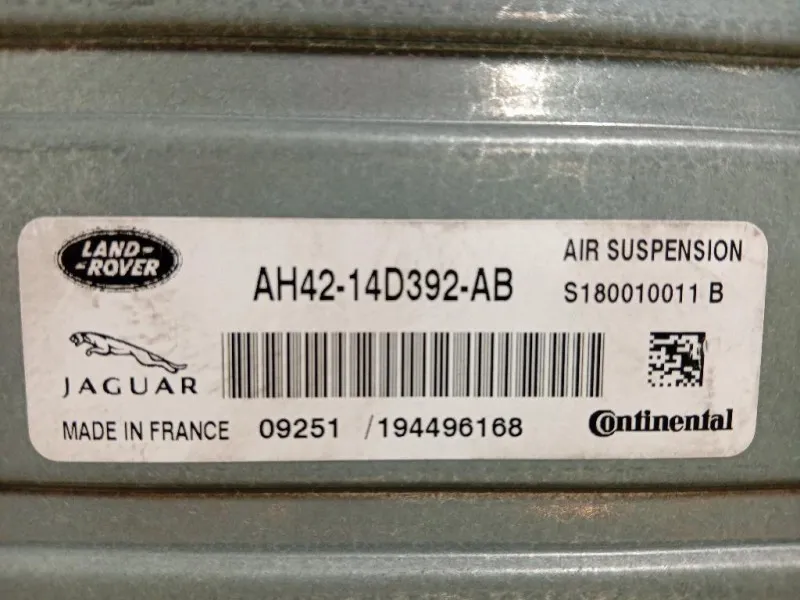 LAND-
-ROVER
AH42-14D392-AB
AIR SUSPENSION
S180010011 B
JAGUAR
MADE IN FRANCE 09251 /194496168
Continental